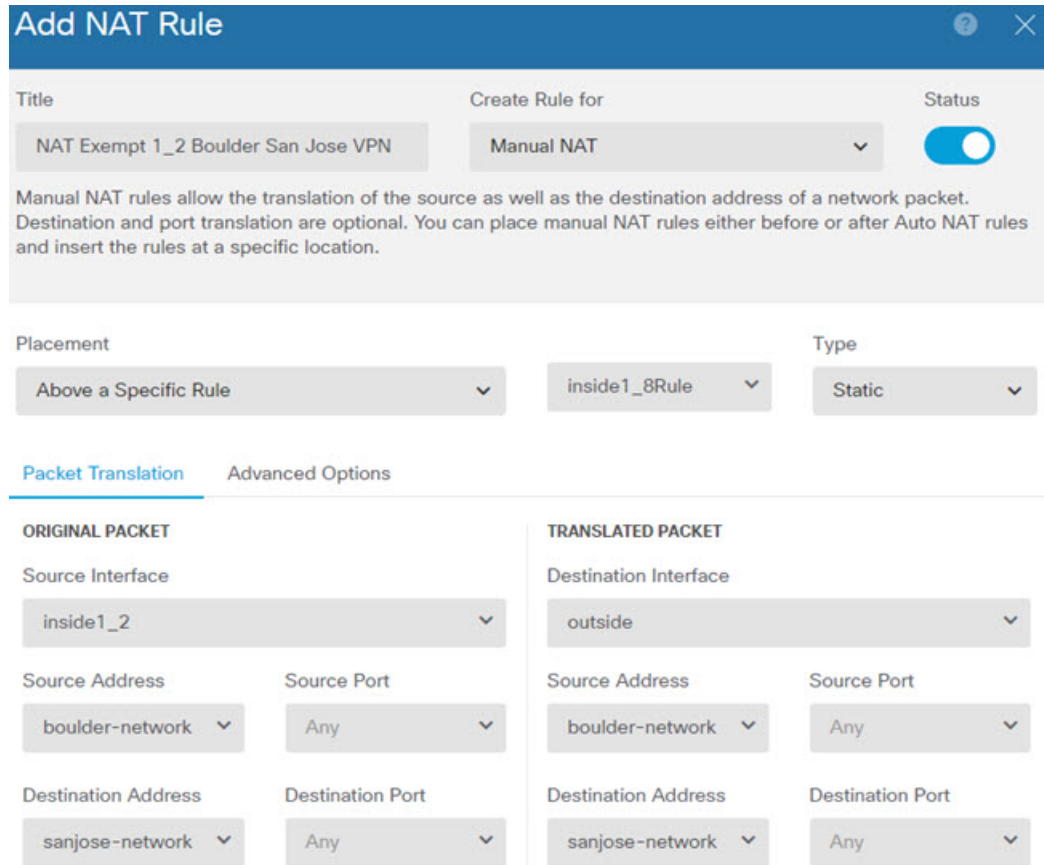 Add NAT Rule
?
Title
Create Rule for
Status
NAT Exempt 1_2 Boulder San Jose VPN
Manual NAT
Manual NAT rules allow the translation of the source as well as the destination address of a network packet.
Destination and port translation are optional. You can place manual NAT rules either before or after Auto NAT rules
and insert the rules at a specific location.
Placement
Type
Above a Specific Rule
inside1_8Rule
Static
Packet Translation
Advanced Options
ORIGINAL PACKET
TRANSLATED PACKET
Source Interface
Destination Interface
inside1_2
outside
Source Address
Source Port
Source Address
Source Port
boulder-network
Any
boulder-network
Any
Destination Address
Destination Port
Destination Address
Destination Port
sanjose-network
Any
sanjose-network
Any